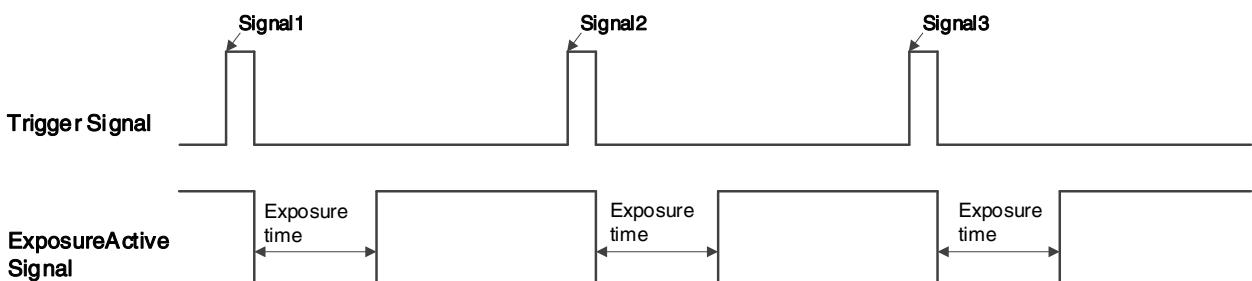 Signal1
Signal2
Signal3
Trigger Signal
Exposure
time
Exposure
time
Exposure
time
ExposureActive
Signal